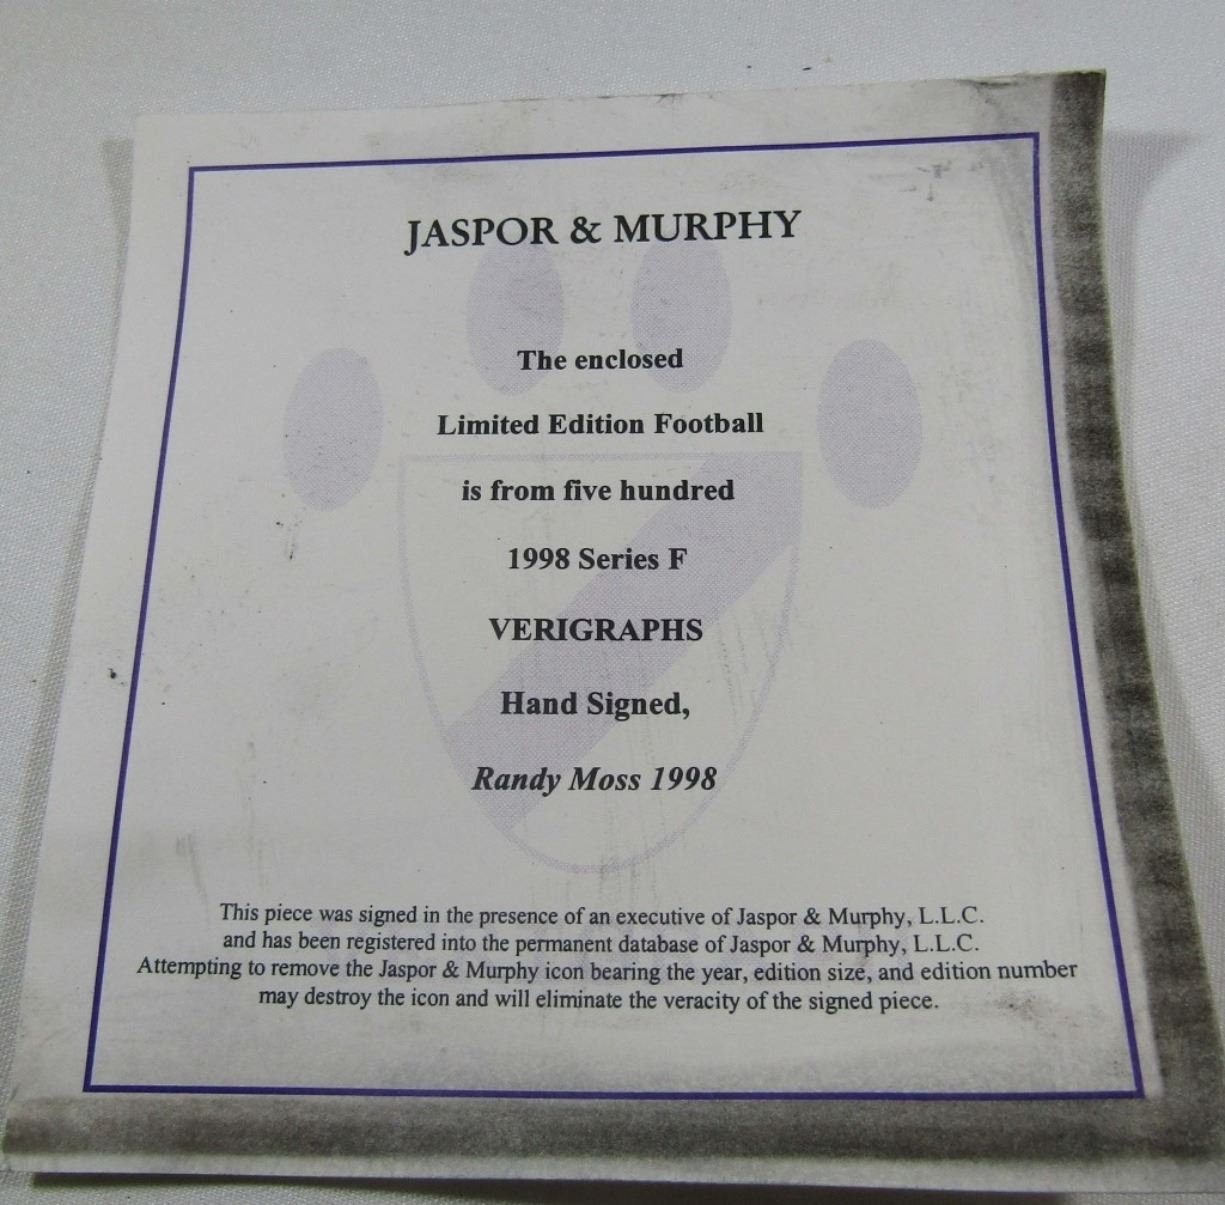 JASPOR & MURPHY
The enclosed
Limited Edition Football
is from five hundred
1998 Series F
VERIGRAPHS
Hand Signed,
Randy Moss 1998
This piece was signed in the presence of an executive of Jaspor & Murphy, L.L.C.
and has been registered into the permanent database of Jaspor & Murphy, L.L.C.
Attempting to remove the Jaspor & Murphy icon bearing the year, edition size, and edition number
may destroy the icon and will eliminate the veracity of the signed piece.